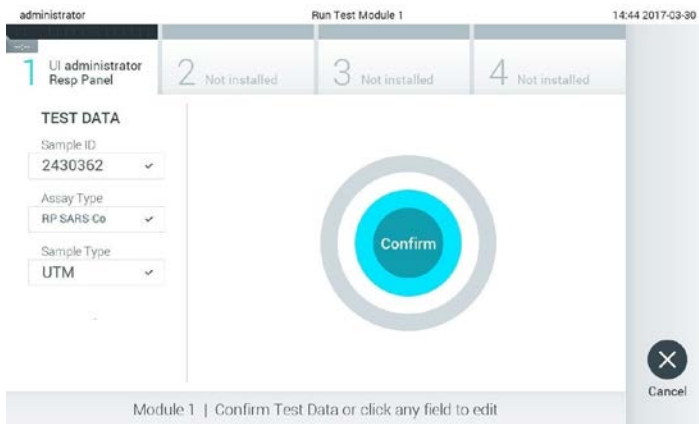 administrator Run Test Module 1 14:44 2017-03-30
1 UI administrator
Resp Panel
2 Not installed
3 Not installed
4 Not installed
TEST DATA
Sample ID
2430362
Assay Type
RP SARS Co
Sample Type
UTM
Confirm
Cancel
Module 1 | Confirm Test Data or click any field to edit